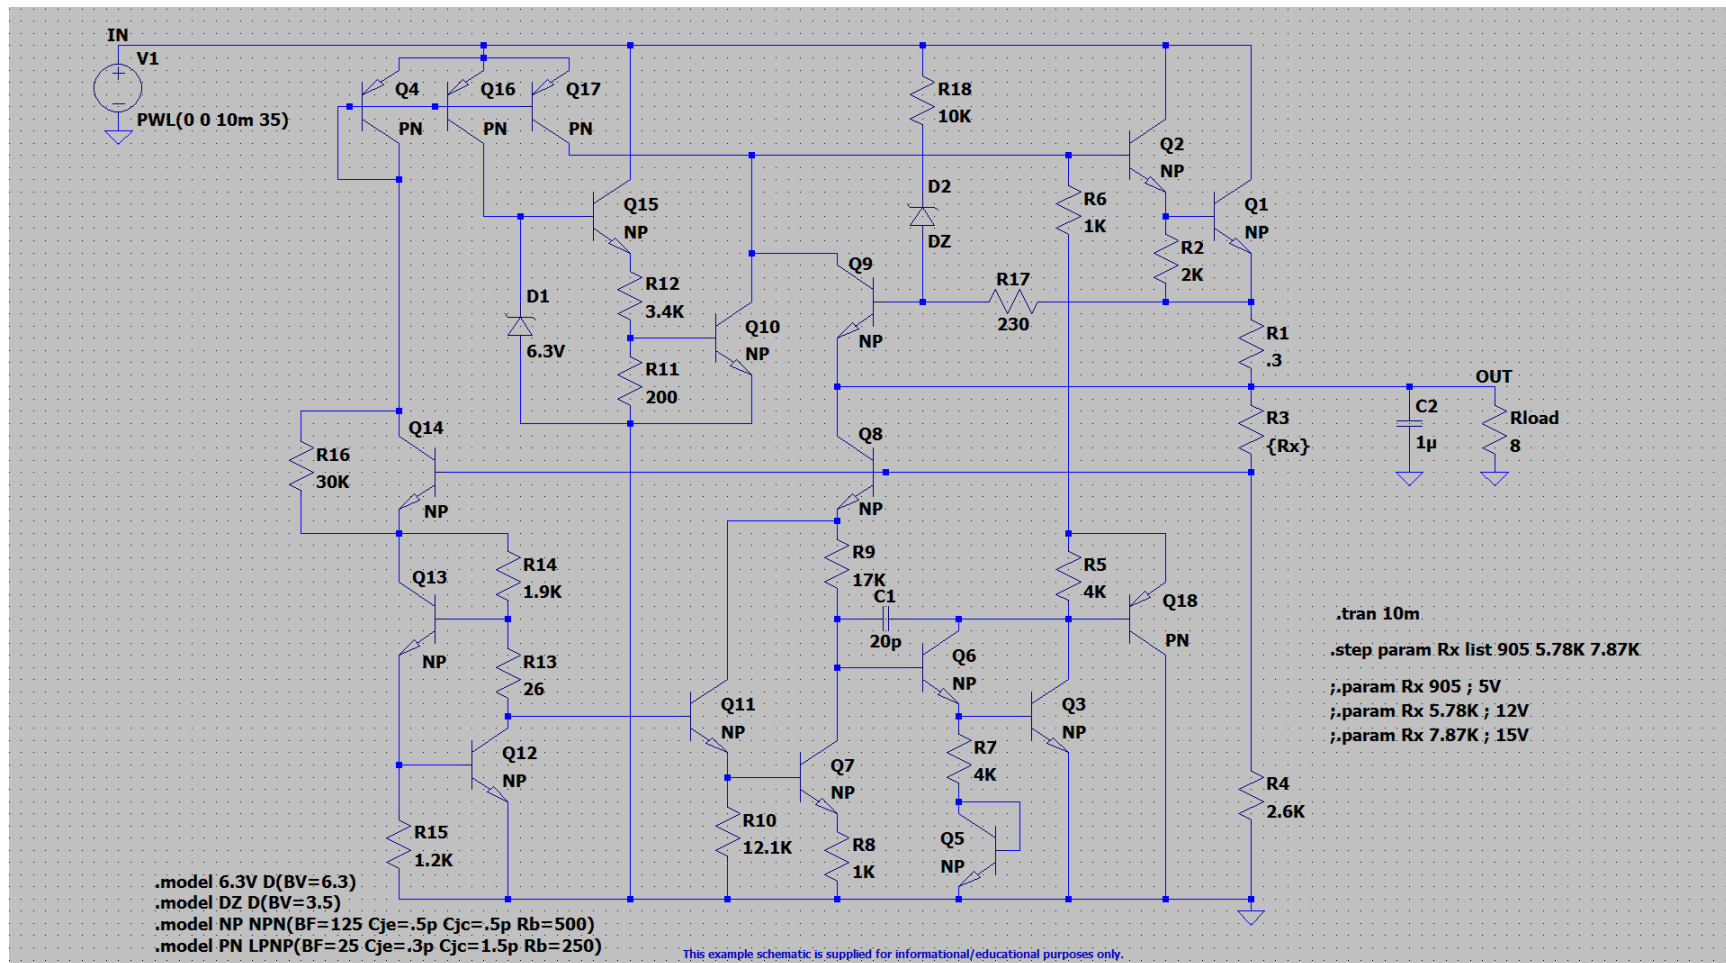 IN
V1
PWL(0 0 10m 35)
Q4
PN
Q16
PN
Q17
PN
R18
10K
Q2
NP
D2
DZ
R6
1K
Q15
NP
Q1
NP
R2
2K
R12
3.4K
D1
6.3V
Q10
NP
Q9
NP
R17
230
R1
.3
R11
200
OUT
C2
1µ
Rload
8
R3
{Rx}
Q14
NP
R16
30K
Q8
NP
R9
17K
R14
1.9K
Q13
NP
C1
20p
R5
4K
Q18
PN
.tran 10m
.step param Rx list 905 5.78K 7.87K
;.param Rx 905 ; 5V
;.param Rx 5.78K ; 12V
;.param Rx 7.87K ; 15V
R13
26
Q6
NP
Q11
NP
Q3
NP
Q12
NP
Q7
NP
R7
4K
R4
2.6K
R15
1.2K
R10
12.1K
R8
1K
Q5
NP
.model 6.3V D(BV=6.3)
.model DZ D(BV=3.5)
.model NP NPN(BF=125 Cje=.5p Cjc=.5p Rb=500)
.model PN LPNP(BF=25 Cje=.3p Cjc=1.5p Rb=250)
This example schematic is supplied for informational/educational purposes only.